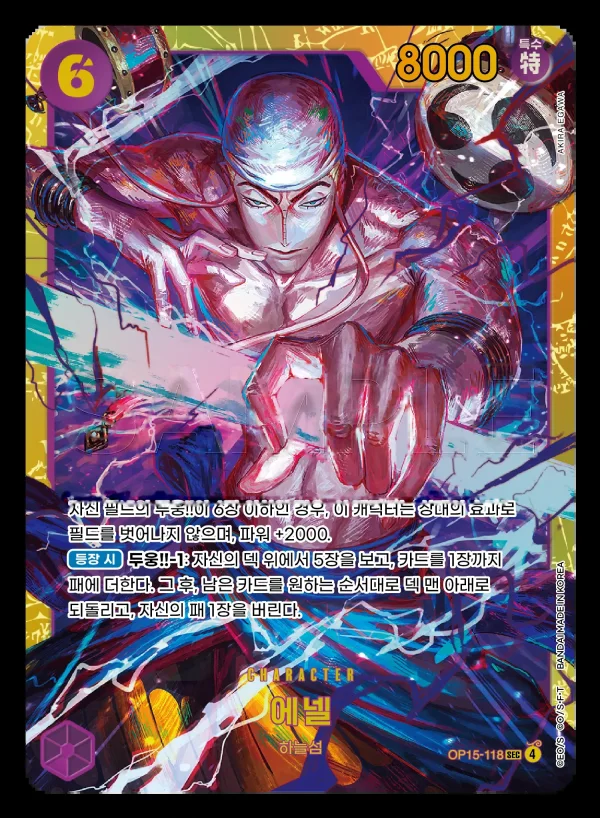 6
8000
특수
特
AKIRA EGAWA
SAMPLE
자신 필드의 두웅!!이 6장 이하인 경우, 이 캐릭터는 상대의 효과로
필드를 벗어나지 않으며, 파워 +2000.
등장 시 두웅!!-1: 자신의 덱 위에서 5장을 보고, 카드를 1장까지
패에 더한다. 그 후, 남은 카드를 원하는 순서대로 덱 맨 아래로
되돌리고, 자신의 패 1장을 버린다.
CHARACTER
에넬
하늘섬
OP15-118 SEC 4
©EO/S ©O/S·F·T BANDAI MADE IN KOREA